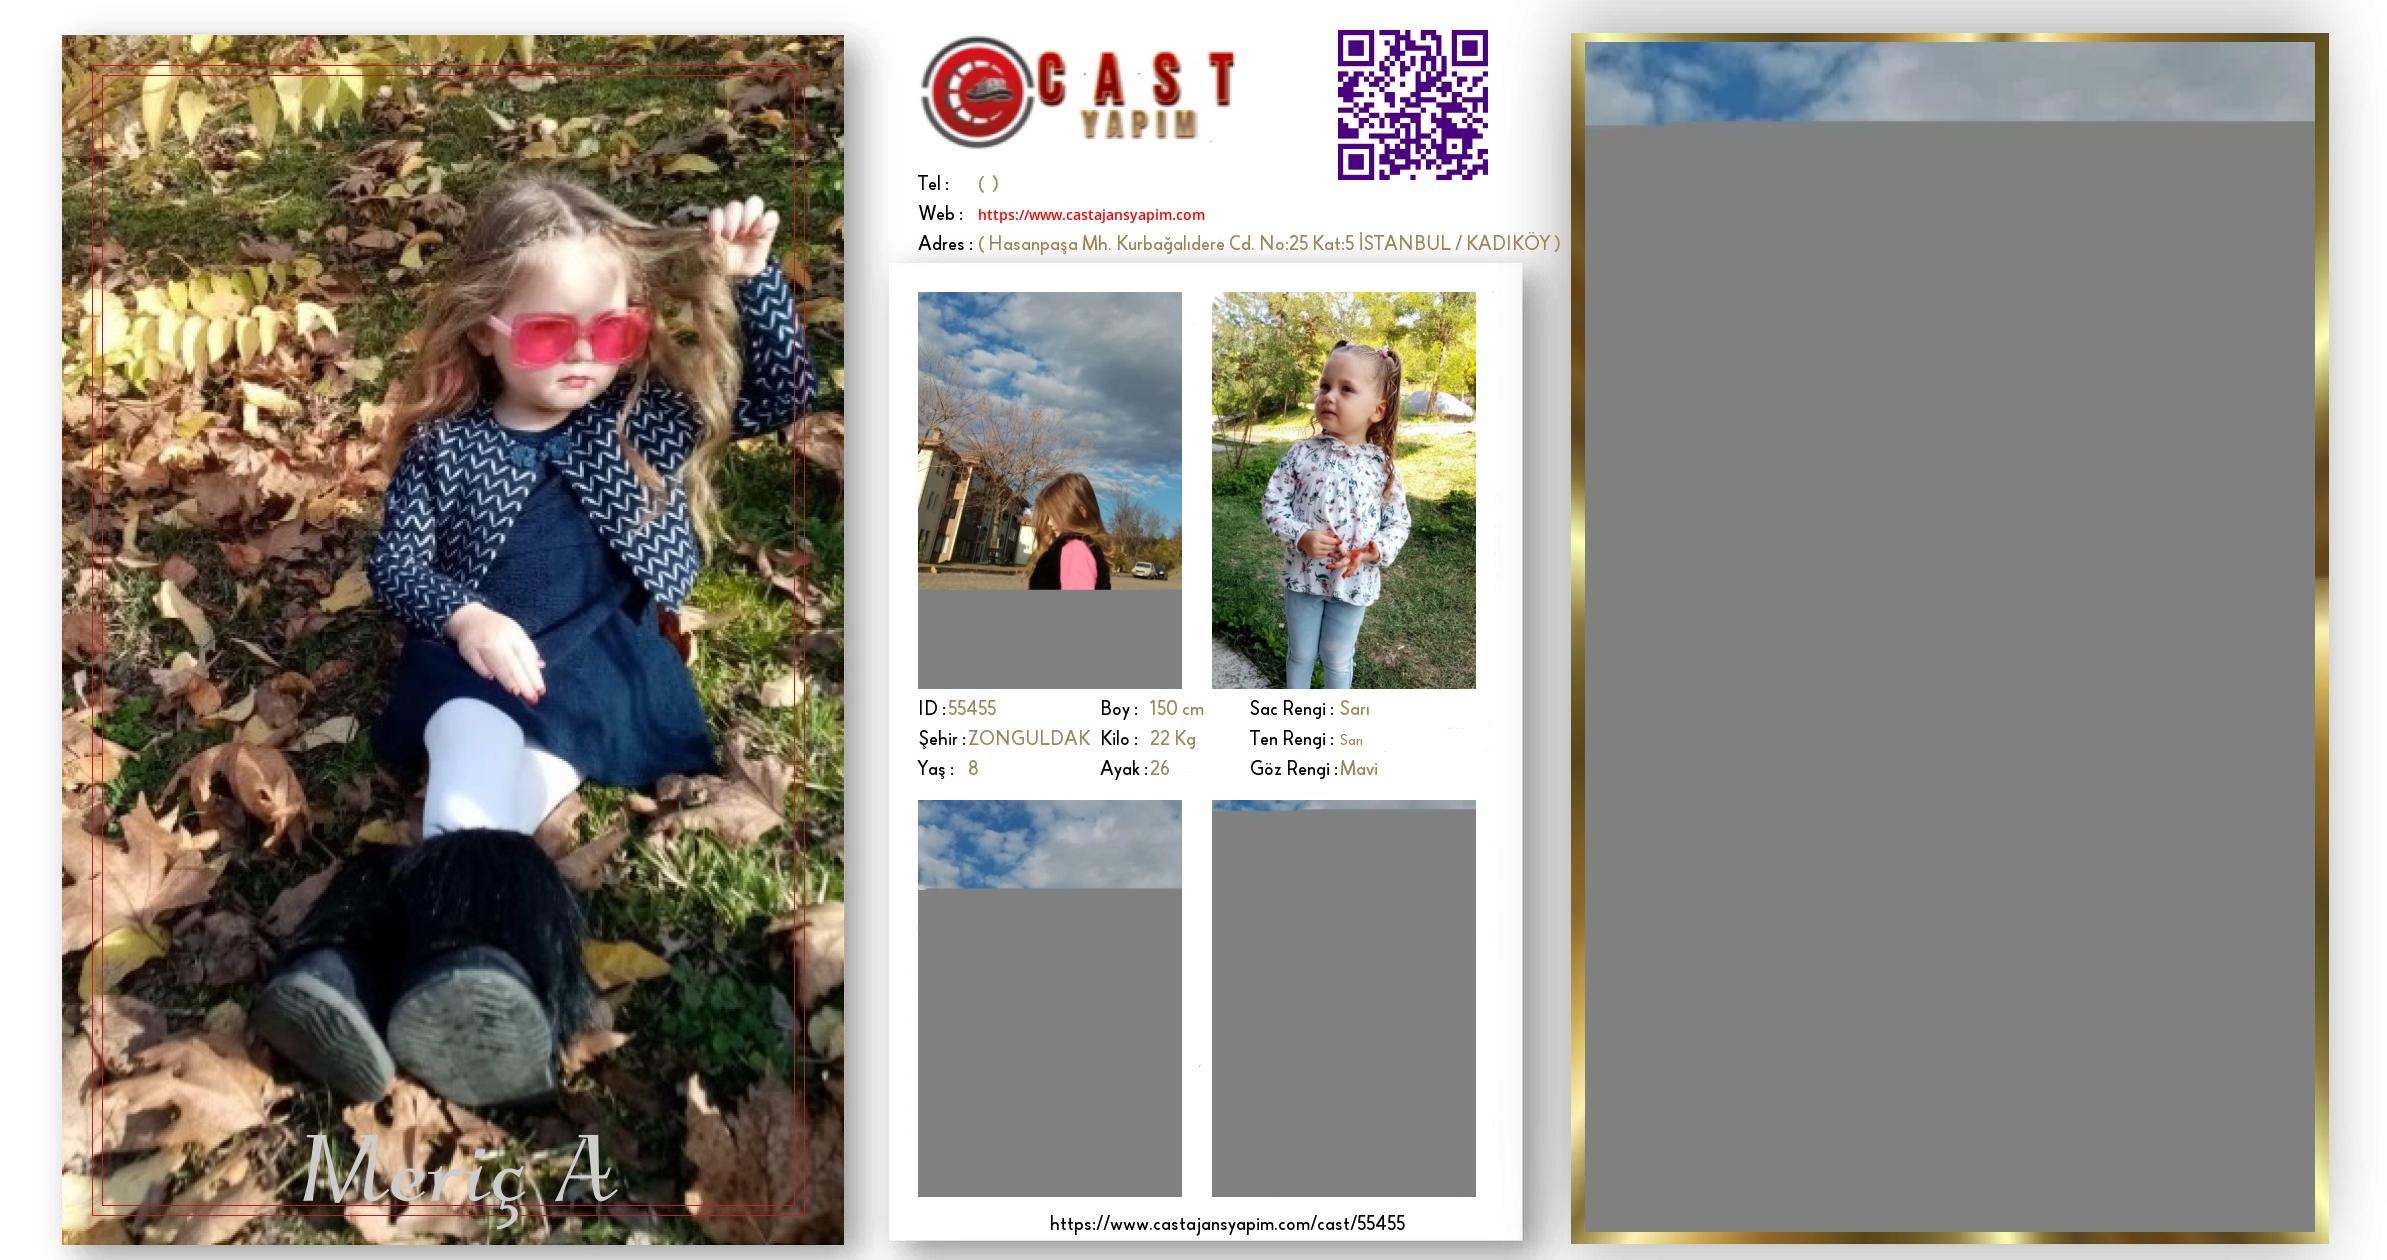 Meriç A
CAST
YAPIM
Tel : ( )
Web : https://www.castajansyapim.com
Adres : ( Hasanpaşa Mh. Kurbağalıdere Cd. No:25 Kat:5 İSTANBUL / KADIKÖY )
ID : 55455 Boy : 150 cm Sac Rengi : Sarı
Şehir : ZONGULDAK Kilo : 22 Kg Ten Rengi : Sarı
Yaş : 8 Ayak : 26 Göz Rengi : Mavi
https://www.castajansyapim.com/cast/55455